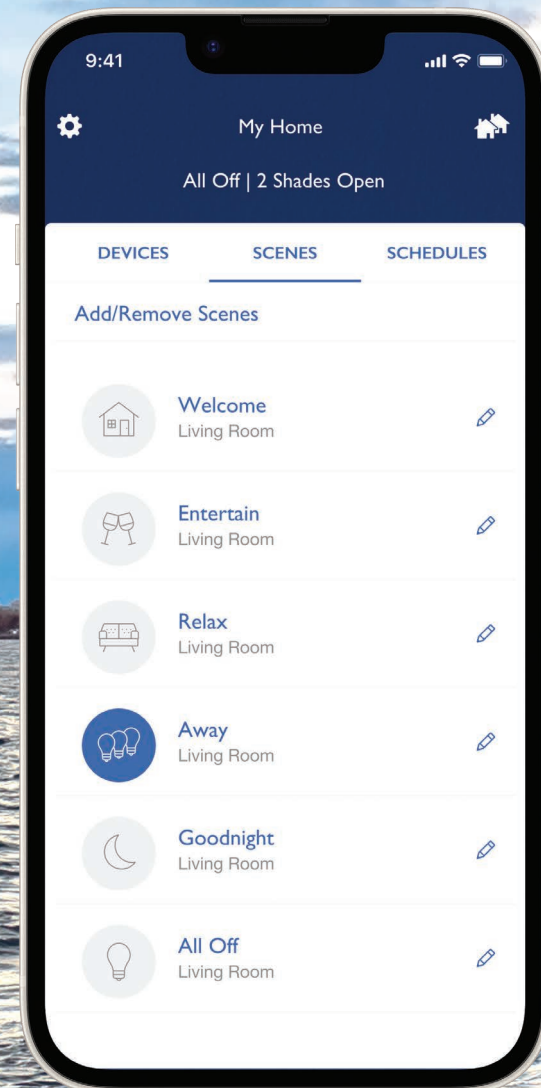 9:41
My Home
All Off | 2 Shades Open
DEVICES SCENES SCHEDULES
Add/Remove Scenes
Welcome
Living Room
Entertain
Living Room
Relax
Living Room
Away
Living Room
Goodnight
Living Room
All Off
Living Room